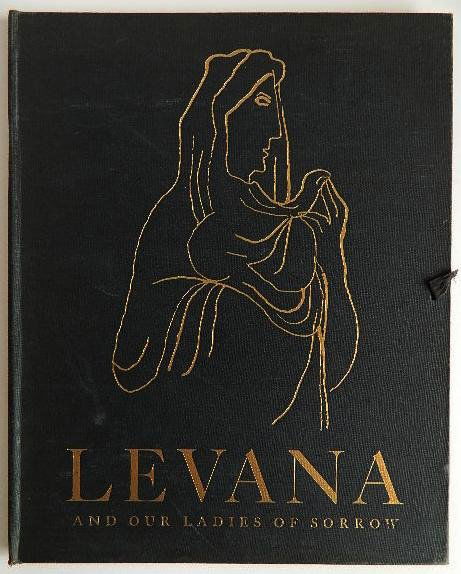 LEVANA
AND OUR LADIES OF SORROW